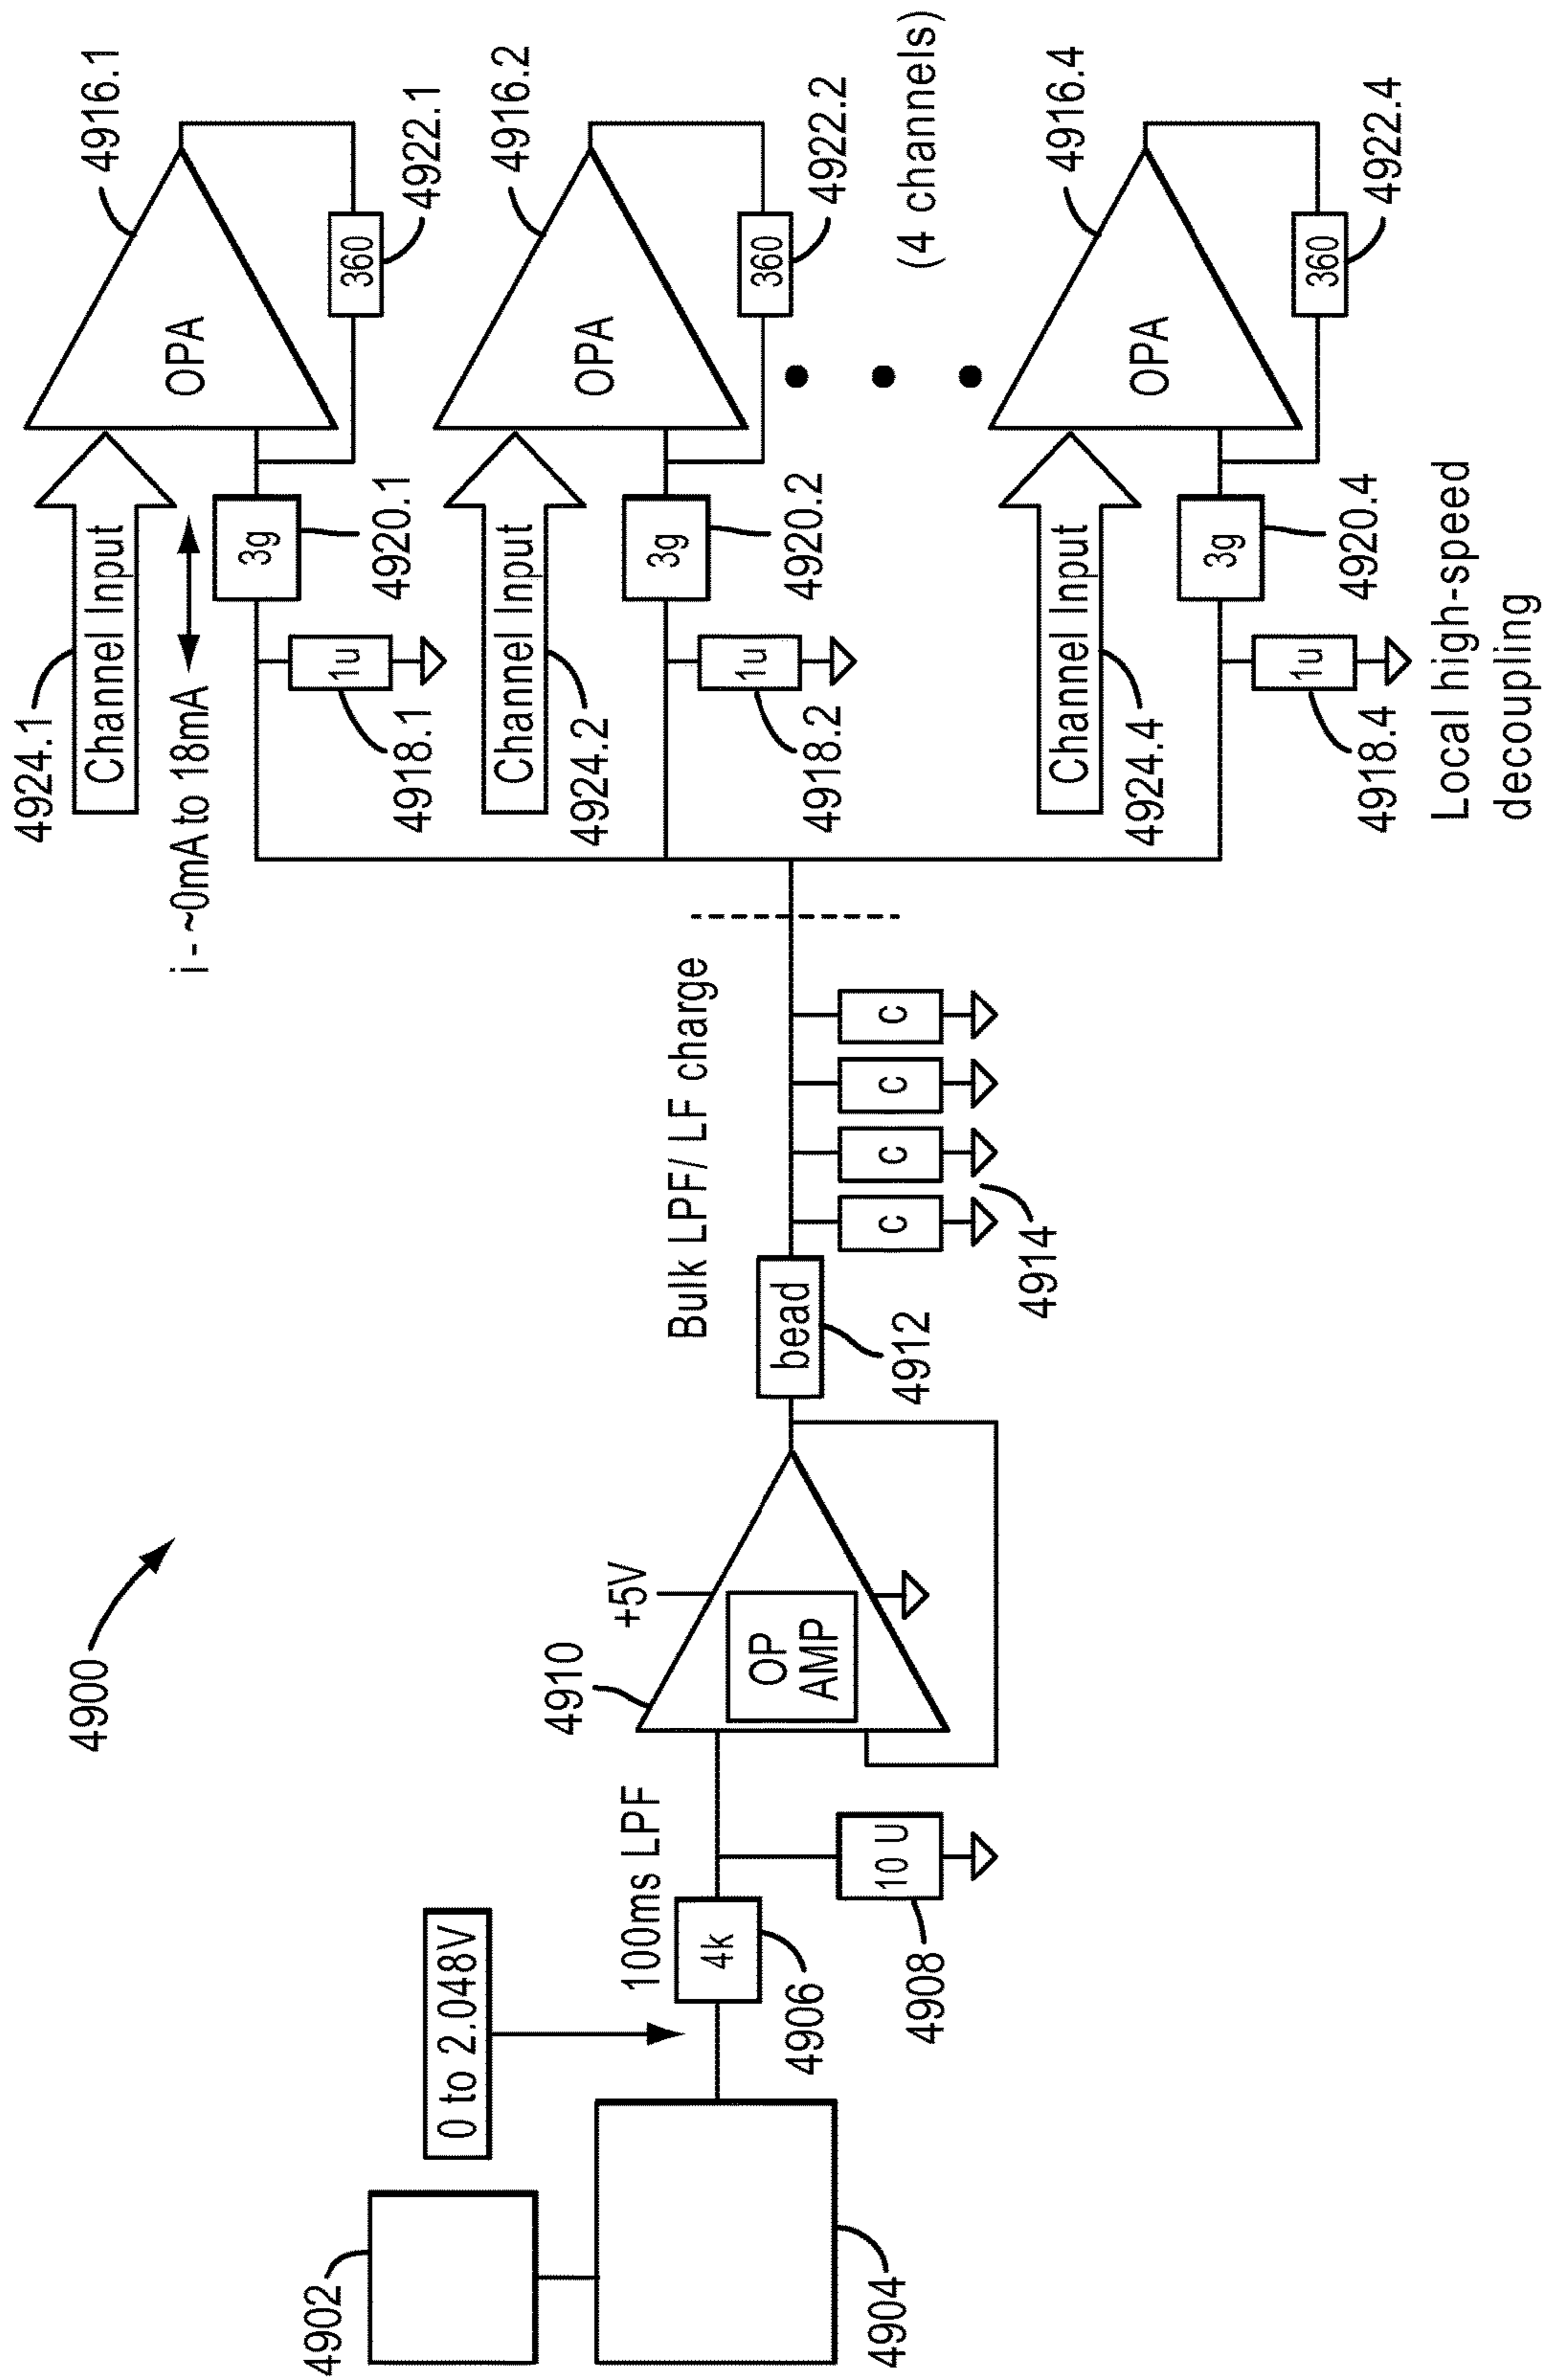 4900
4902
4904
0 to 2.048V
4k
4906
100ms LPF
10 U
4908
4910
+5V
OP
AMP
bead
4912
Bulk LPF/ LF charge
c
c
c
c
4914
4924.1
Channel Input
i - ~0mA to 18mA
1u
4918.1
3g
4920.1
OPA
4916.1
360
4922.1
Channel Input
4924.2
1u
4918.2
3g
4920.2
OPA
4916.2
360
4922.2
(4 channels)
Channel Input
4924.4
1u
4918.4
3g
4920.4
OPA
4916.4
360
4922.4
Local high-speed
decoupling